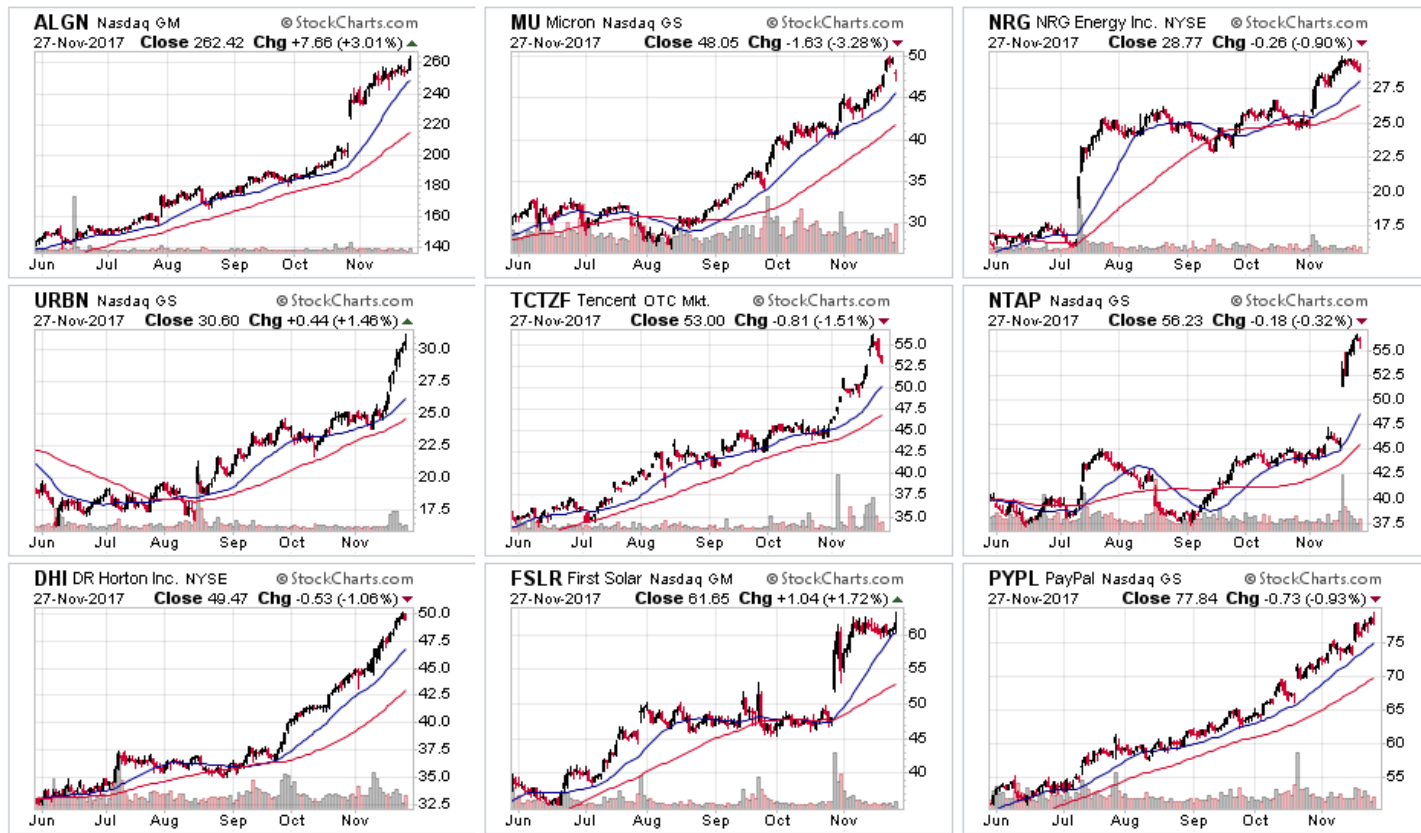 ALGN Nasdaq GM © StockCharts.com
27-Nov-2017 Close 262.42 Chg +7.66 (+3.01%)
260
240
220
200
180
160
140
Jun Jul Aug Sep Oct Nov
MU Micron Nasdaq GS © StockCharts.com
27-Nov-2017 Close 48.05 Chg -1.63 (-3.28%)
50
45
40
35
30
Jun Jul Aug Sep Oct Nov
NRG NRG Energy Inc. NYSE © StockCharts.com
27-Nov-2017 Close 28.77 Chg -0.26 (-0.90%)
27.5
25.0
22.5
20.0
17.5
Jun Jul Aug Sep Oct Nov
URBN Nasdaq GS © StockCharts.com
27-Nov-2017 Close 30.60 Chg +0.44 (+1.46%)
30.0
27.5
25.0
22.5
20.0
17.5
Jun Jul Aug Sep Oct Nov
TCTZF Tencent OTC Mkt. © StockCharts.com
27-Nov-2017 Close 53.00 Chg -0.81 (-1.51%)
55.0
52.5
50.0
47.5
45.0
42.5
40.0
37.5
35.0
Jun Jul Aug Sep Oct Nov
NTAP Nasdaq GS © StockCharts.com
27-Nov-2017 Close 56.23 Chg -0.18 (-0.32%)
55.0
52.5
50.0
47.5
45.0
42.5
40.0
37.5
Jun Jul Aug Sep Oct Nov
DHI DR Horton Inc. NYSE © StockCharts.com
27-Nov-2017 Close 49.47 Chg -0.53 (-1.06%)
50.0
47.5
45.0
42.5
40.0
37.5
35.0
32.5
Jun Jul Aug Sep Oct Nov
FSLR First Solar Nasdaq GM © StockCharts.com
27-Nov-2017 Close 61.65 Chg +1.04 (+1.72%)
60
55
50
45
40
Jun Jul Aug Sep Oct Nov
PYPL PayPal Nasdaq GS © StockCharts.com
27-Nov-2017 Close 77.84 Chg -0.73 (-0.93%)
75
70
65
60
55
Jun Jul Aug Sep Oct Nov